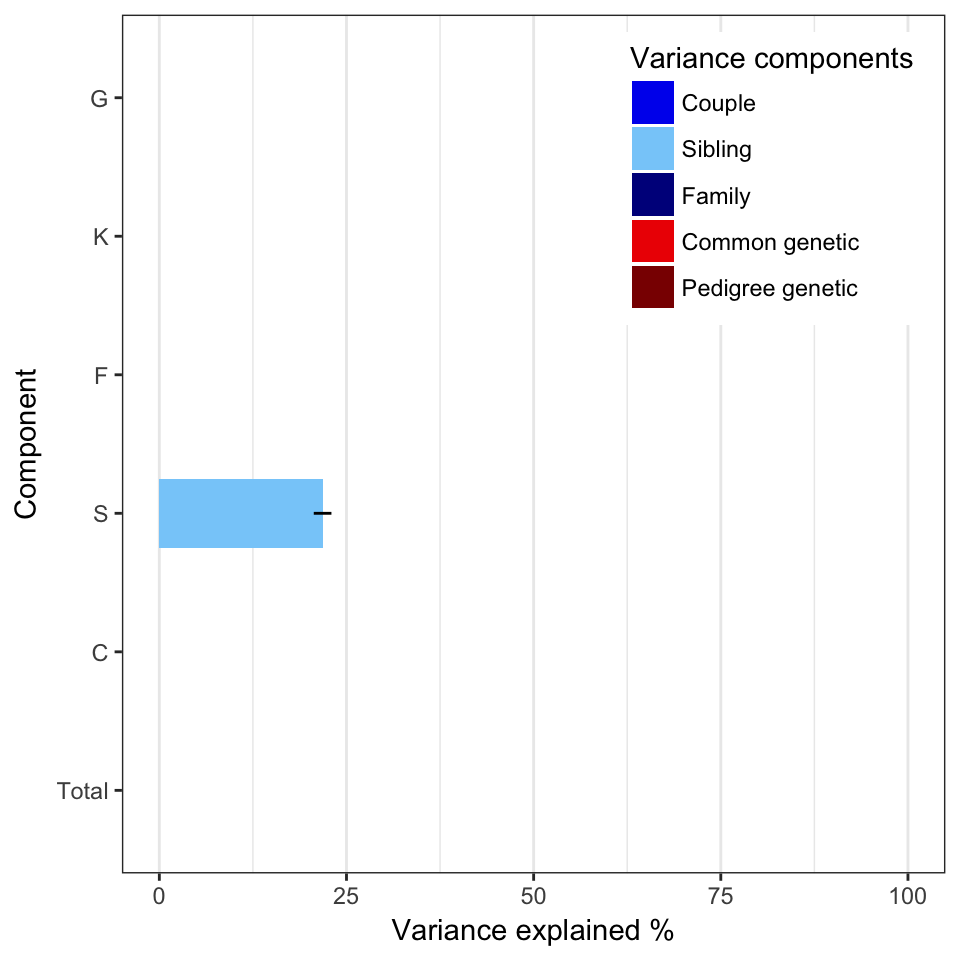 Variance components
Couple
Sibling
Family
Common genetic
Pedigree genetic
G
K
F
S
C
Total
Component
0 25 50 75 100
Variance explained %